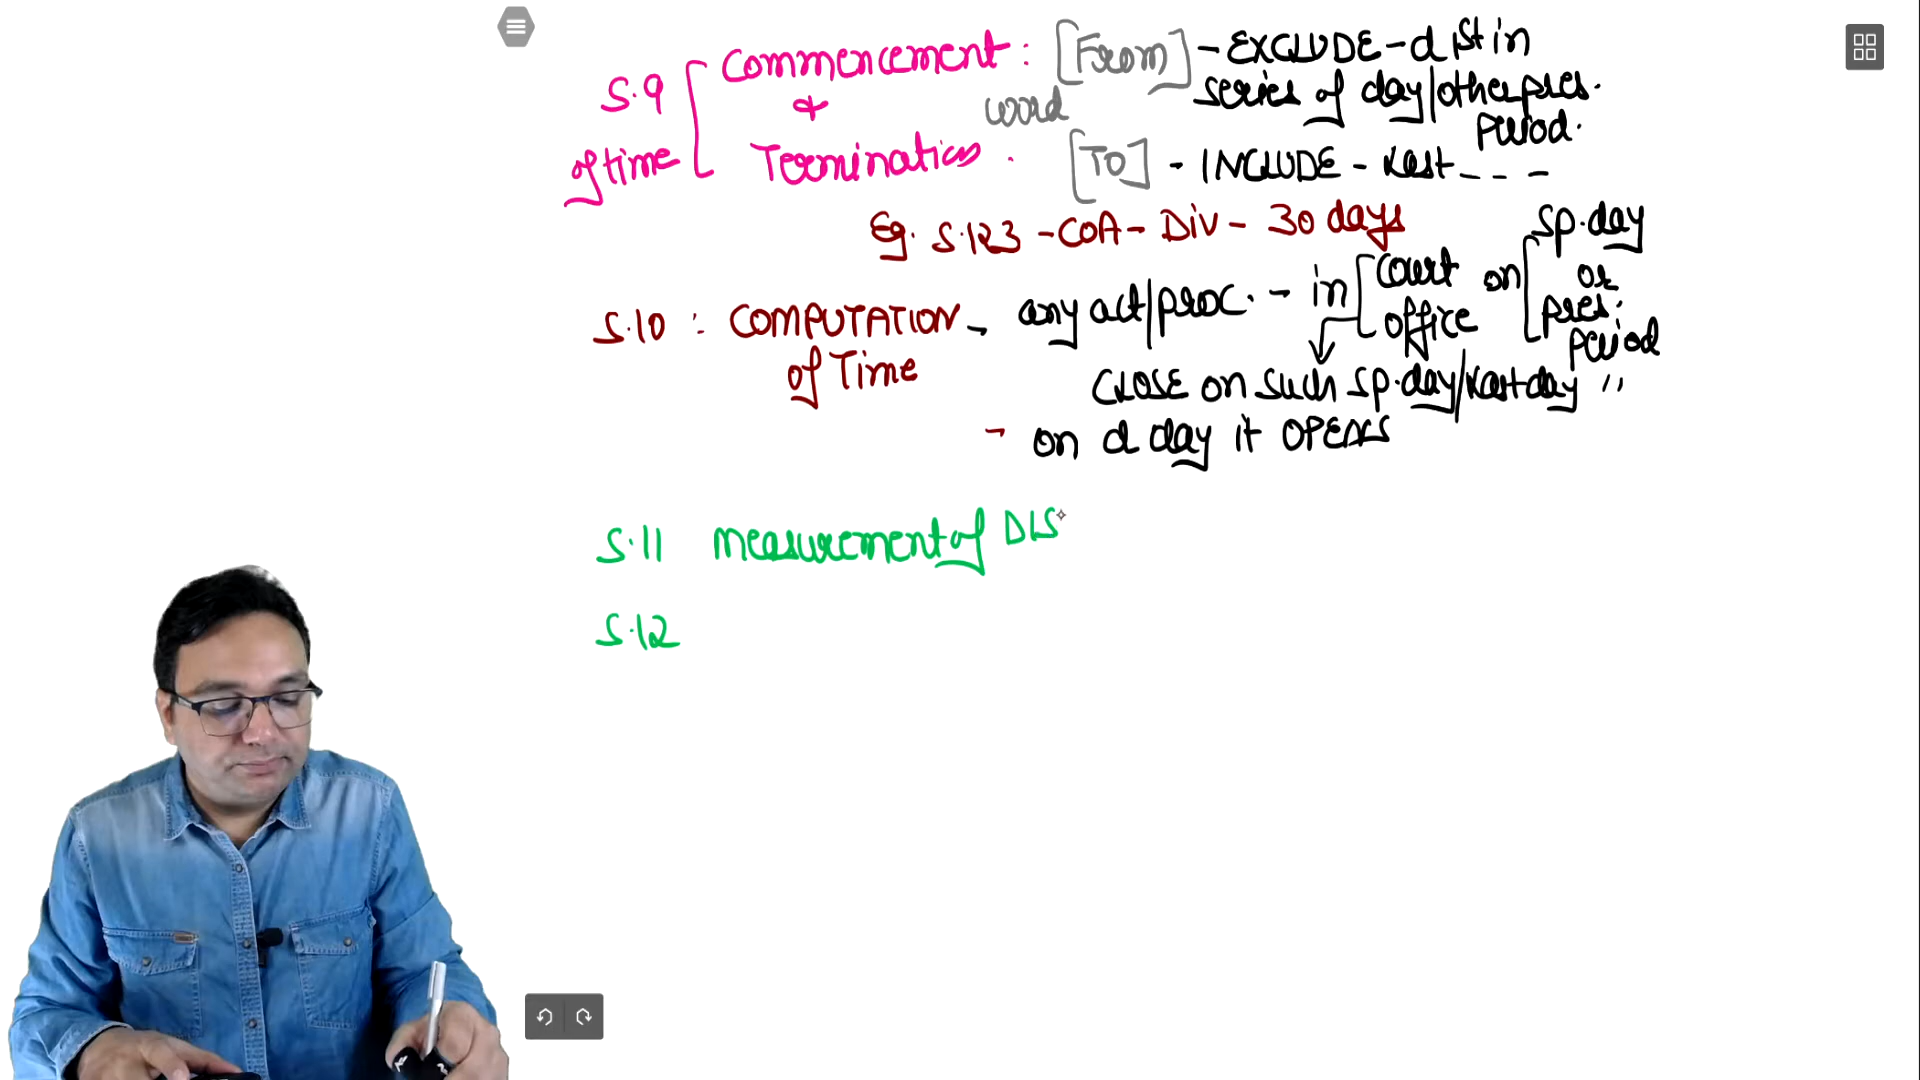 S.9 of time
Commencement : [From] - EXCLUDE - d 1st in
& word series of day/other pres. period.
Termination . [TO] - INCLUDE - Last - - -
Eg. S.123 - COA - DIV - 30 days
S.10 : COMPUTATION of Time - any act/proc. - in [court office on [sp. day or pres. period
CLOSE on such sp. day/Last day "
- on d day it OPENS
S.11 measurement of DIS
S.12